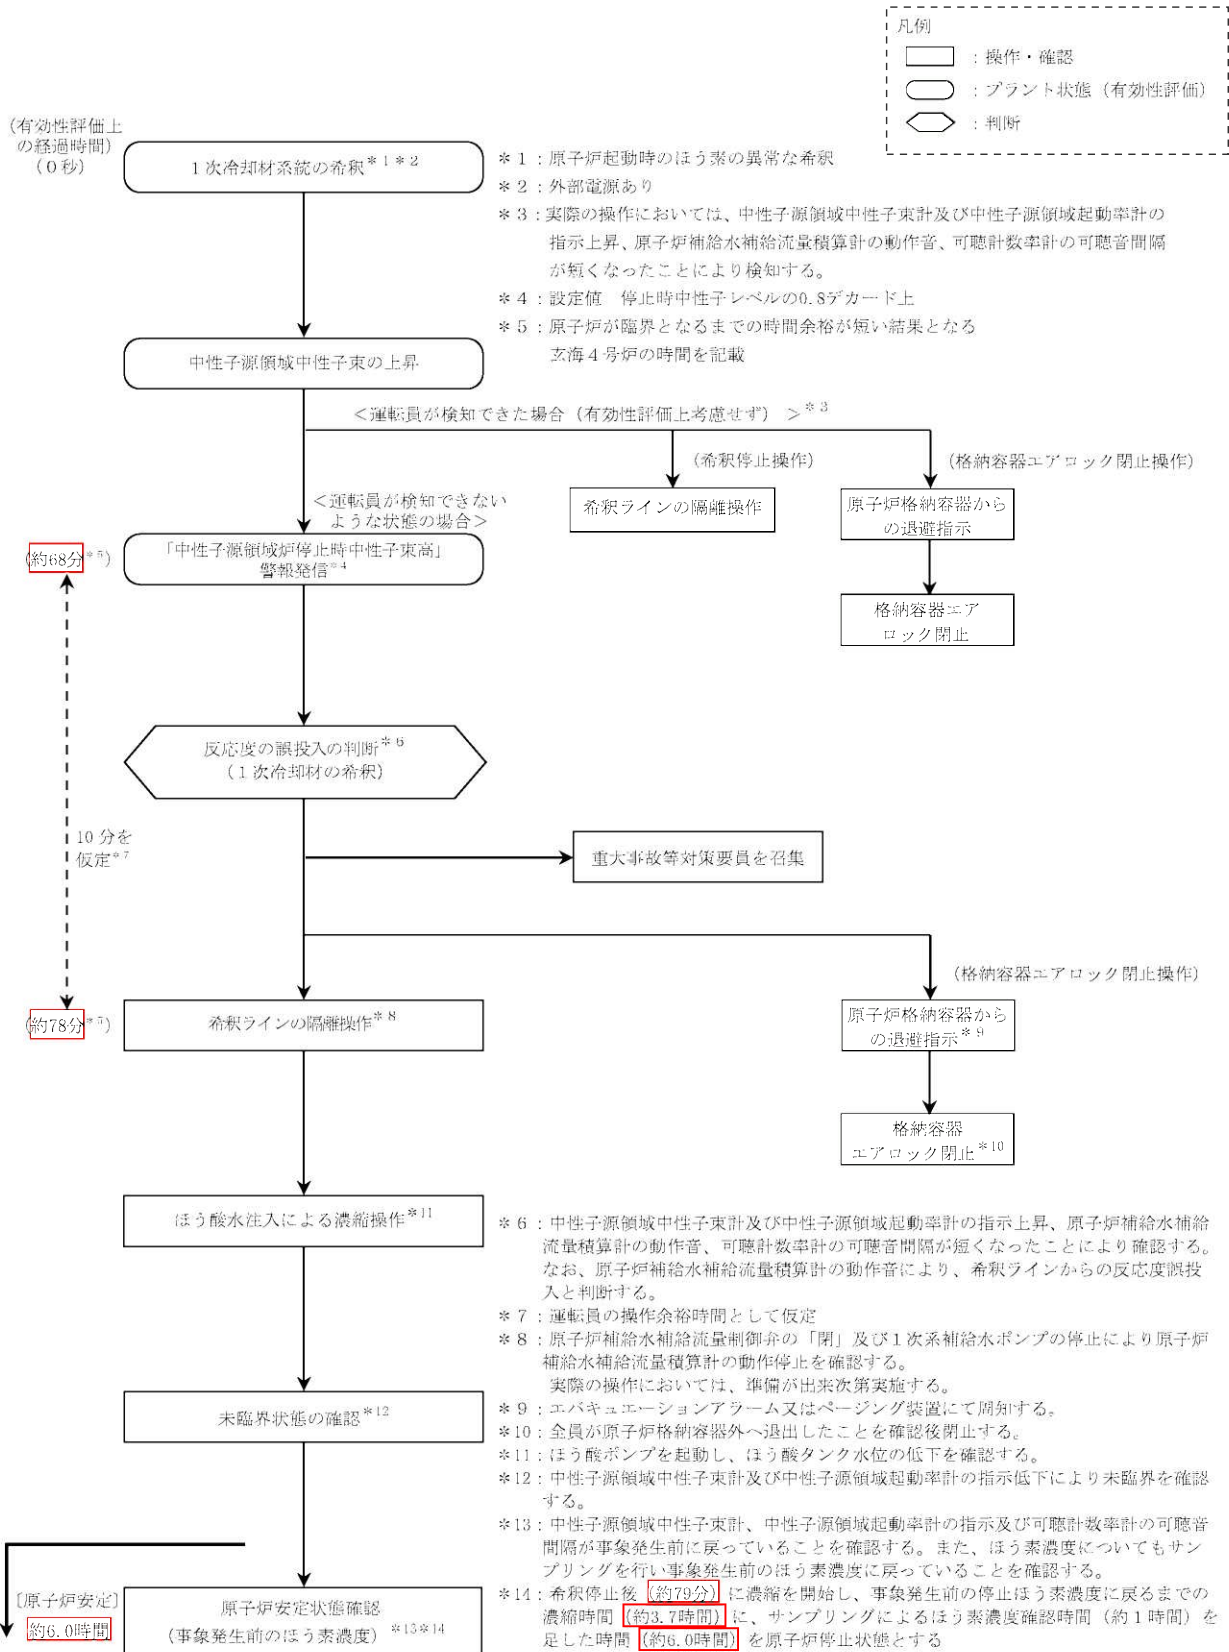 凡例
：操作・確認
：プラント状態（有効性評価）
：判断
（有効性評価上
の経過時間）
（０秒）
１次冷却材系統の希釈＊１＊２
＊１：原子炉起動時のほう素の異常な希釈
＊２：外部電源あり
＊３：実際の操作においては、中性子源領域中性子束計及び中性子源領域起動率計の
指示上昇、原子炉補給水補給流量積算計の動作音、可聴計数率計の可聴音間隔
が短くなったことにより検知する。
＊４：設定値　停止時中性子レベルの0.8デカード上
＊５：原子炉が臨界となるまでの時間余裕が短い結果となる
玄海４号炉の時間を記載
中性子源領域中性子束の上昇
＜運転員が検知できた場合（有効性評価上考慮せず）＞＊３
（希釈停止操作）
（格納容器エアロック閉止操作）
希釈ラインの隔離操作
原子炉格納容器から
の退避指示
＜運転員が検知できない
ような状態の場合＞
（約68分＊５）
「中性子源領域炉停止時中性子束高」
警報発信＊４
格納容器エア
ロック閉止
反応度の誤投入の判断＊６
（１次冷却材の希釈）
10分を
仮定＊７
重大事故等対策要員を召集
（格納容器エアロック閉止操作）
（約78分＊５）
希釈ラインの隔離操作＊８
原子炉格納容器から
の退避指示＊９
格納容器
エアロック閉止＊10
ほう酸水注入による濃縮操作＊11
＊６：中性子源領域中性子束計及び中性子源領域起動率計の指示上昇、原子炉補給水補給
流量積算計の動作音、可聴計数率計の可聴音間隔が短くなったことにより確認する。
なお、原子炉補給水補給流量積算計の動作音により、希釈ラインからの反応度誤投
入と判断する。
＊７：運転員の操作余裕時間として仮定
＊８：原子炉補給水補給流量制御弁の「閉」及び１次系補給水ポンプの停止により原子炉
補給水補給流量積算計の動作停止を確認する。
実際の操作においては、準備が出来次第実施する。
＊９：エバキュエーションアラーム又はページング装置にて周知する。
＊10：全員が原子炉格納容器外へ退出したことを確認後閉止する。
＊11：ほう酸ポンプを起動し、ほう酸タンク水位の低下を確認する。
＊12：中性子源領域中性子束計及び中性子源領域起動率計の指示低下により未臨界を確認
する。
＊13：中性子源領域中性子束計、中性子源領域起動率計の指示及び可聴計数率計の可聴音
間隔が事象発生前に戻っていることを確認する。また、ほう素濃度についてもサン
プリングを行い事象発生前のほう素濃度に戻っていることを確認する。
＊14：希釈停止後（約79分）に濃縮を開始し、事象発生前の停止ほう素濃度に戻るまでの
濃縮時間（約3.7時間）に、サンプリングによるほう素濃度確認時間（約１時間）を
足した時間（約6.0時間）を原子炉停止状態とする
未臨界状態の確認＊12
〔原子炉安定〕
約6.0時間
原子炉安定状態確認
（事象発生前のほう素濃度）＊13＊14